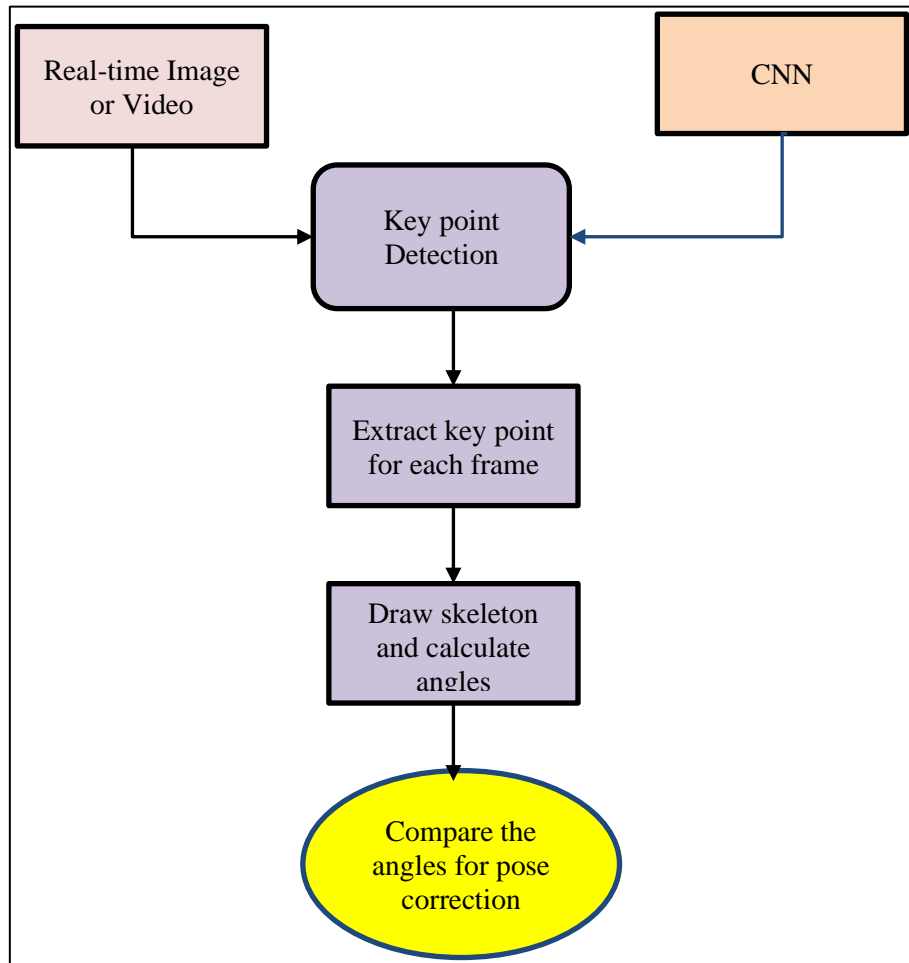 Real-time Image
or Video
CNN
Key point
Detection
Extract key point
for each frame
Draw skeleton
and calculate
angles
Compare the
angles for pose
correction